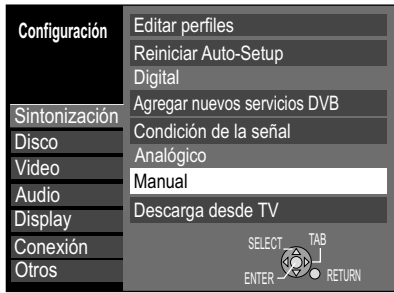 Configuración
Sintonización
Disco
Video
Audio
Display
Conexión
Otros
Editar perfiles
Reiniciar Auto-Setup
Digital
Agregar nuevos servicios DVB
Condición de la señal
Analógico
Manual
Descarga desde TV
SELECT TAB
ENTER RETURN